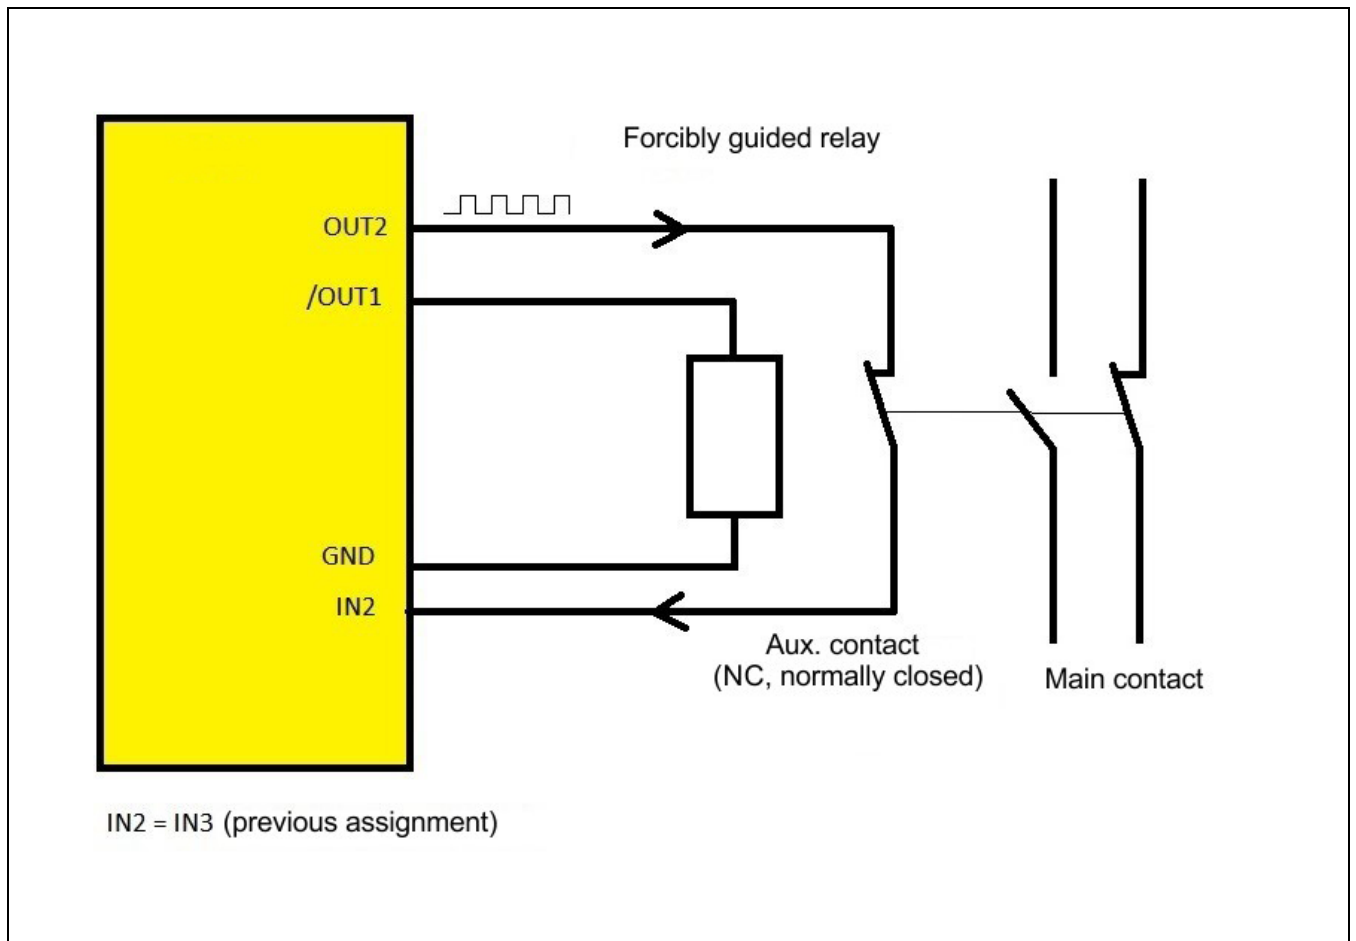 Forcibly guided relay
OUT2
/OUT1
GND
IN2
Aux. contact
(NC, normally closed)
Main contact
IN2 = IN3 (previous assignment)